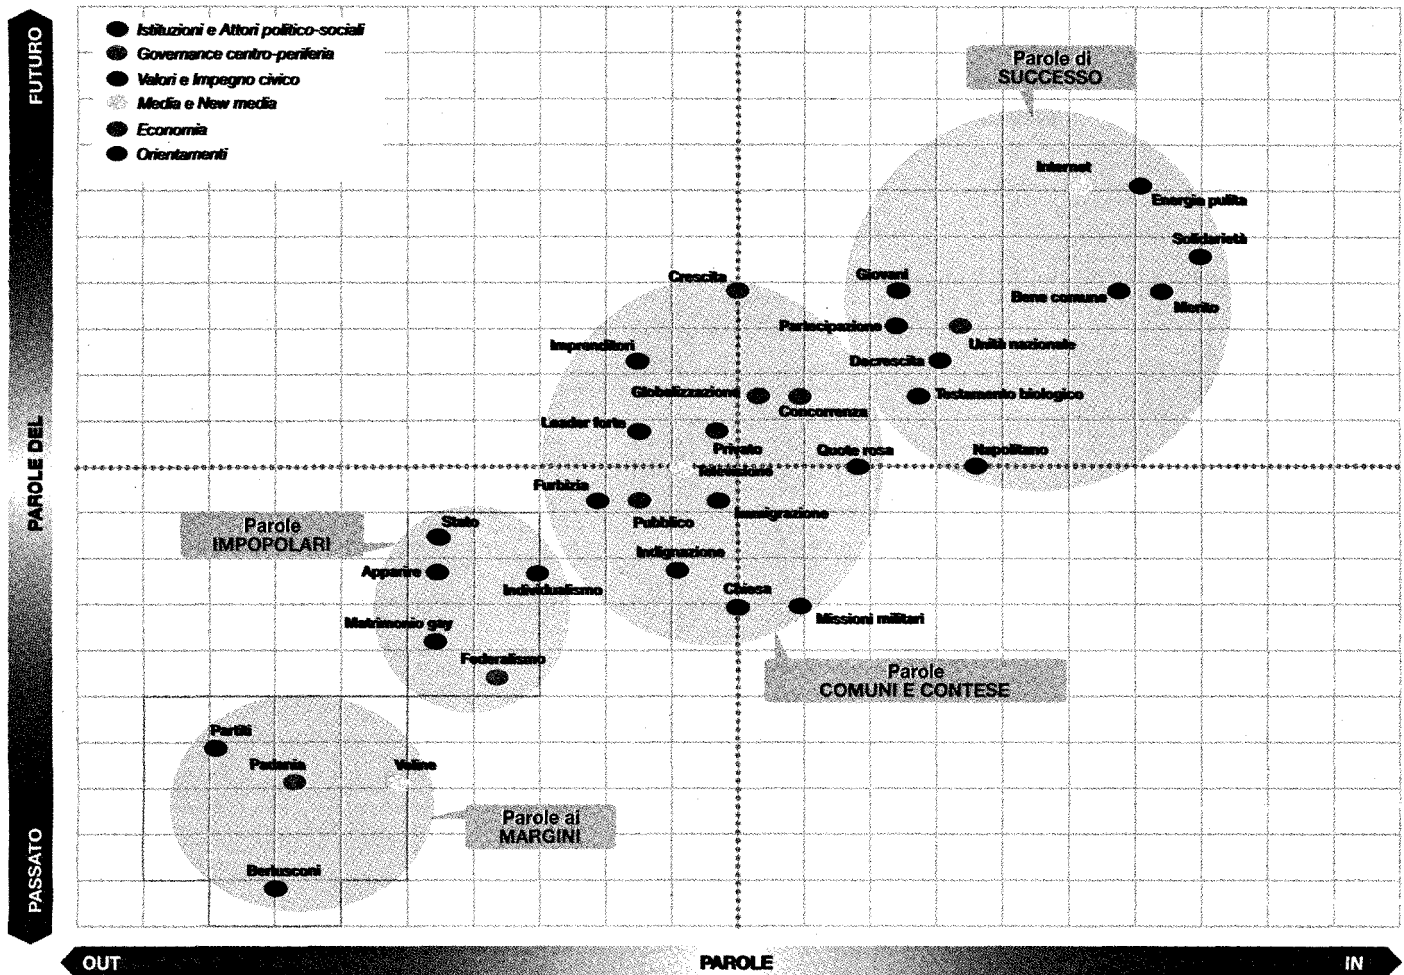 FUTURO
Istituzioni e Attori politico-sociali
Governance centro-periferia
Valori e Impegno civico
Media e New media
Economia
Orientamenti
Parole di
SUCCESSO
Internet
Energia pulita
Solidarietà
Crescita
Giovani
Bene comune
Merito
Partecipazione
Unità nazionale
Imprenditori
Decrescita
Globalizzazione
Testamento biologico
Concorrenza
Leader forte
Privato
Quote rosa
Napolitano
Televisione
PAROLE DEL
Furbizia
Pubblico
Immigrazione
Parole
IMPOPOLARI
Stato
Indignazione
Apparire
Individualismo
Chiesa
Missioni militari
Matrimonio gay
Federalismo
Parole
COMUNI E CONTESE
Partiti
Padania
Veline
Parole ai
MARGINI
Berlusconi
PASSATO
OUT
PAROLE
IN